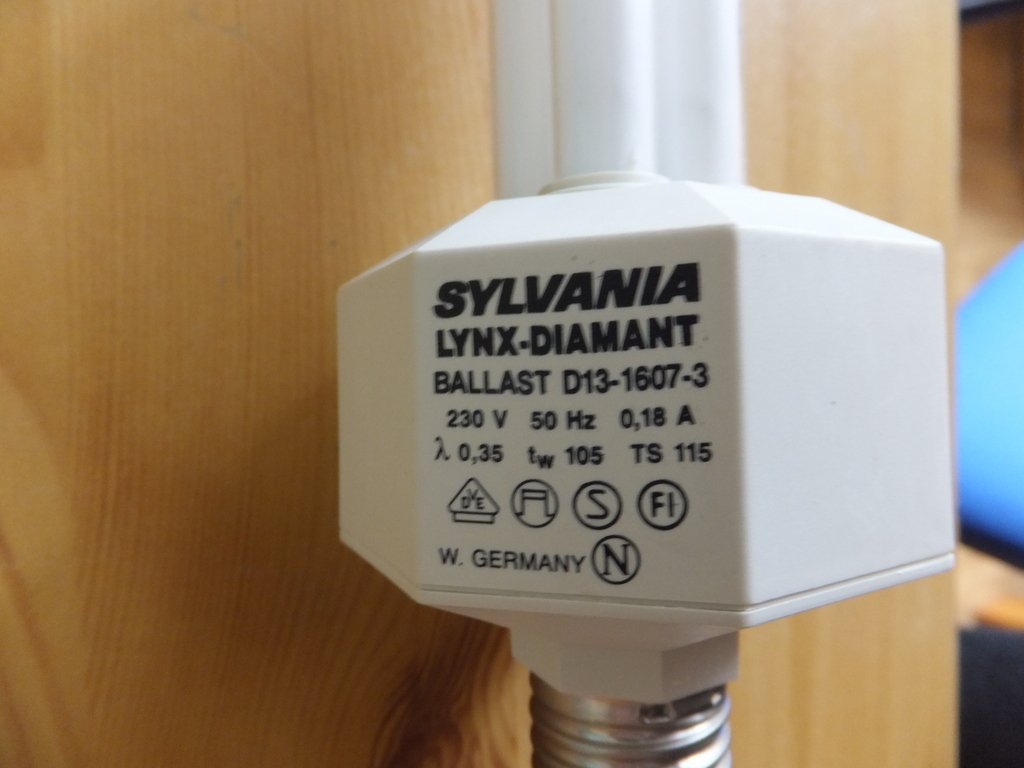 SYLVANIA
LYNX-DIAMANT
BALLAST D13-1607-3
230 V 50 Hz 0,18 A
λ 0,35 tw 105 TS 115
DVE D S FI
W. GERMANY N